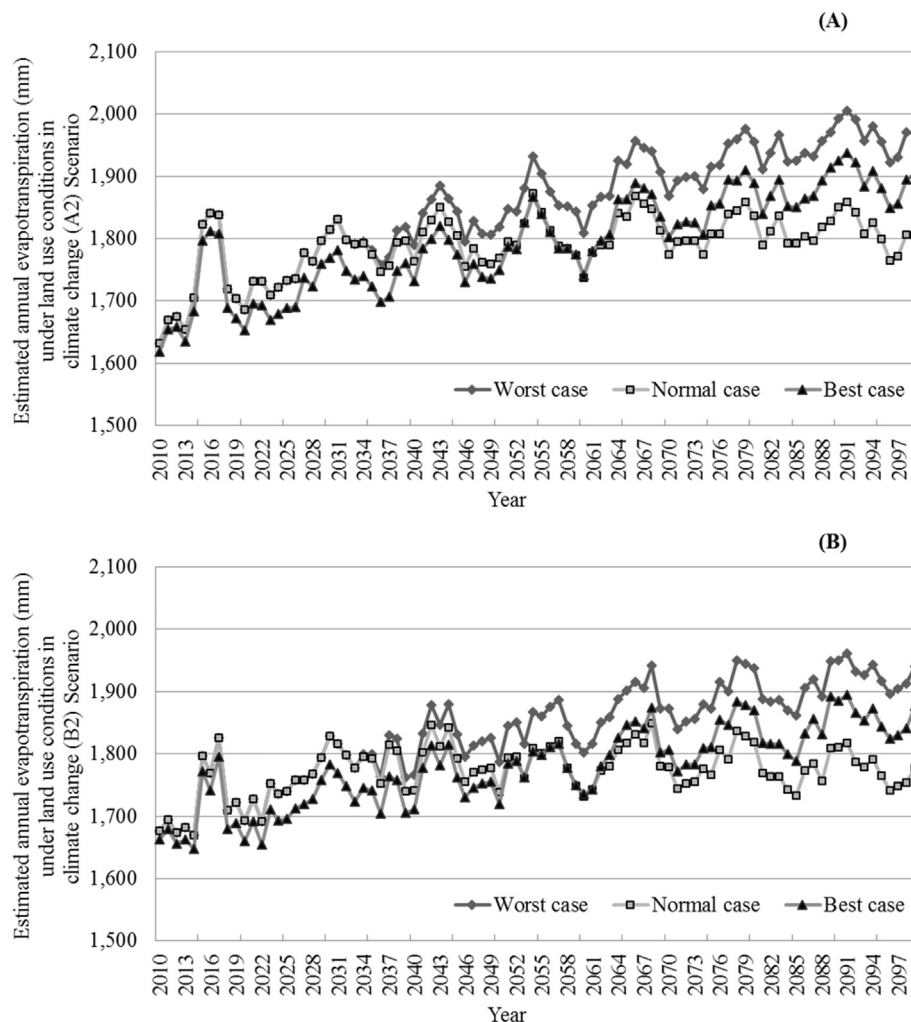 (A)
Estimated annual evapotranspiration (mm)
under land use conditions in
climate change (A2) Scenario
2,100
2,000
1,900
1,800
1,700
1,600
1,500
Worst case Normal case Best case
2010 2013 2016 2019 2022 2025 2028 2031 2034 2037 2040 2043 2046 2049 2052 2055 2058 2061 2064 2067 2070 2073 2076 2079 2082 2085 2088 2091 2094 2097
Year
(B)
Estimated annual evapotranspiration (mm)
under land use conditions in
climate change (B2) Scenario
2,100
2,000
1,900
1,800
1,700
1,600
1,500
Worst case Normal case Best case
2010 2013 2016 2019 2022 2025 2028 2031 2034 2037 2040 2043 2046 2049 2052 2055 2058 2061 2064 2067 2070 2073 2076 2079 2082 2085 2088 2091 2094 2097
Year